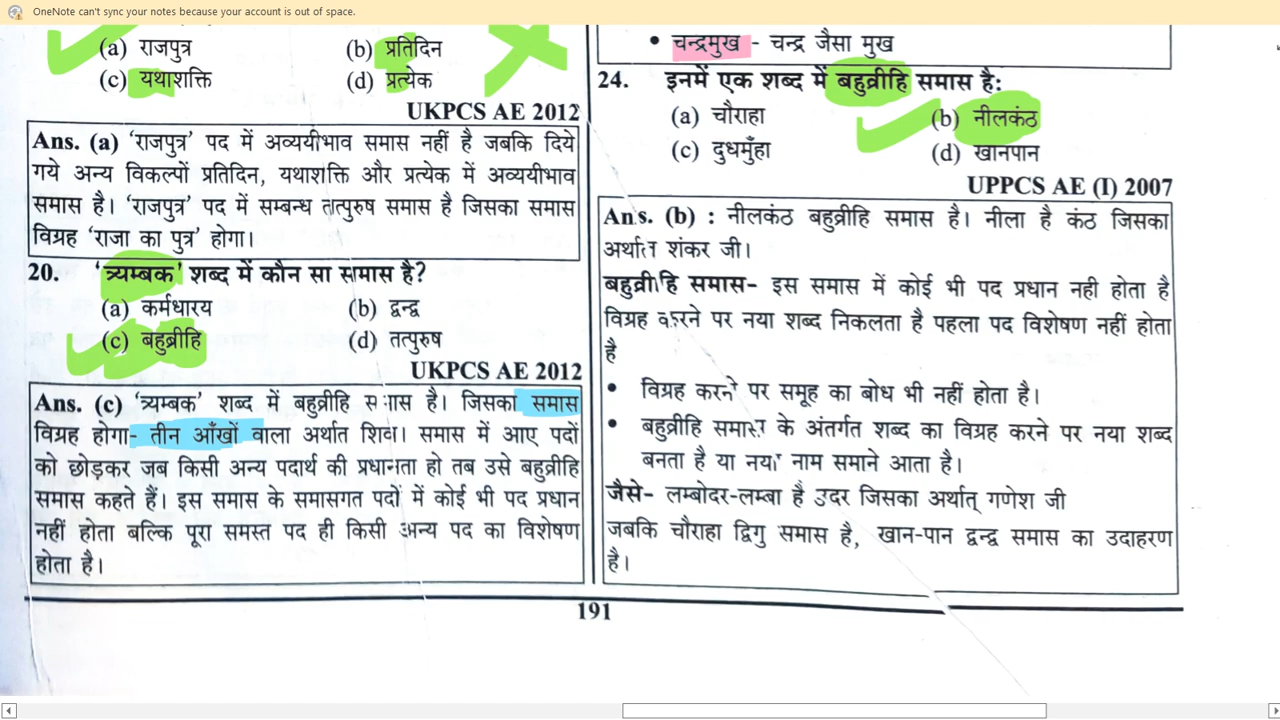 OneNote can't sync your notes because your account is out of space.
(a) राजपुत्र (b) प्रतिदिन
(c) यथाशक्ति (d) प्रत्येक
UKPCS AE 2012
Ans. (a) 'राजपुत्र' पद में अव्ययीभाव समास नहीं है जबकि दिये
गये अन्य विकल्पों प्रतिदिन, यथाशक्ति और प्रत्येक में अव्ययीभाव
समास है। 'राजपुत्र' पद में सम्बन्ध तत्पुरुष समास है जिसका समास
विग्रह 'राजा का पुत्र' होगा।
20. 'त्र्यम्बक' शब्द में कौन सा समास है?
(a) कर्मधारय (b) द्वन्द्व
(c) बहुब्रीहि (d) तत्पुरुष
UKPCS AE 2012
Ans. (c) 'त्र्यम्बक' शब्द में बहुव्रीहि समास है। जिसका समास
विग्रह होगा- तीन आँखों वाला अर्थात शिव। समास में आए पदों
को छोड़कर जब किसी अन्य पदार्थ की प्रधानता हो तब उसे बहुव्रीहि
समास कहते हैं। इस समास के समासगत पदों में कोई भी पद प्रधान
नहीं होता बल्कि पूरा समस्त पद ही किसी अन्य पद का विशेषण
होता है।
• चन्द्रमुख - चन्द्र जैसा मुख
24. इनमें एक शब्द में बहुव्रीहि समास है:
(a) चौराहा (b) नीलकंठ
(c) दुधमुँहा (d) खानपान
UPPCS AE (I) 2007
Ans. (b) : नीलकंठ बहुव्रीहि समास है। नीला है कंठ जिसका
अर्थात शंकर जी।
बहुव्रीहि समास- इस समास में कोई भी पद प्रधान नही होता है
विग्रह करने पर नया शब्द निकलता है पहला पद विशेषण नहीं होता
है
• विग्रह करने पर समूह का बोध भी नहीं होता है।
• बहुव्रीहि समास के अंतर्गत शब्द का विग्रह करने पर नया शब्द
बनता है या नया नाम समाने आता है।
जैसे- लम्बोदर-लम्बा है उदर जिसका अर्थात् गणेश जी
जबकि चौराहा द्विगु समास है, खान-पान द्वन्द्व समास का उदाहरण
है।
191